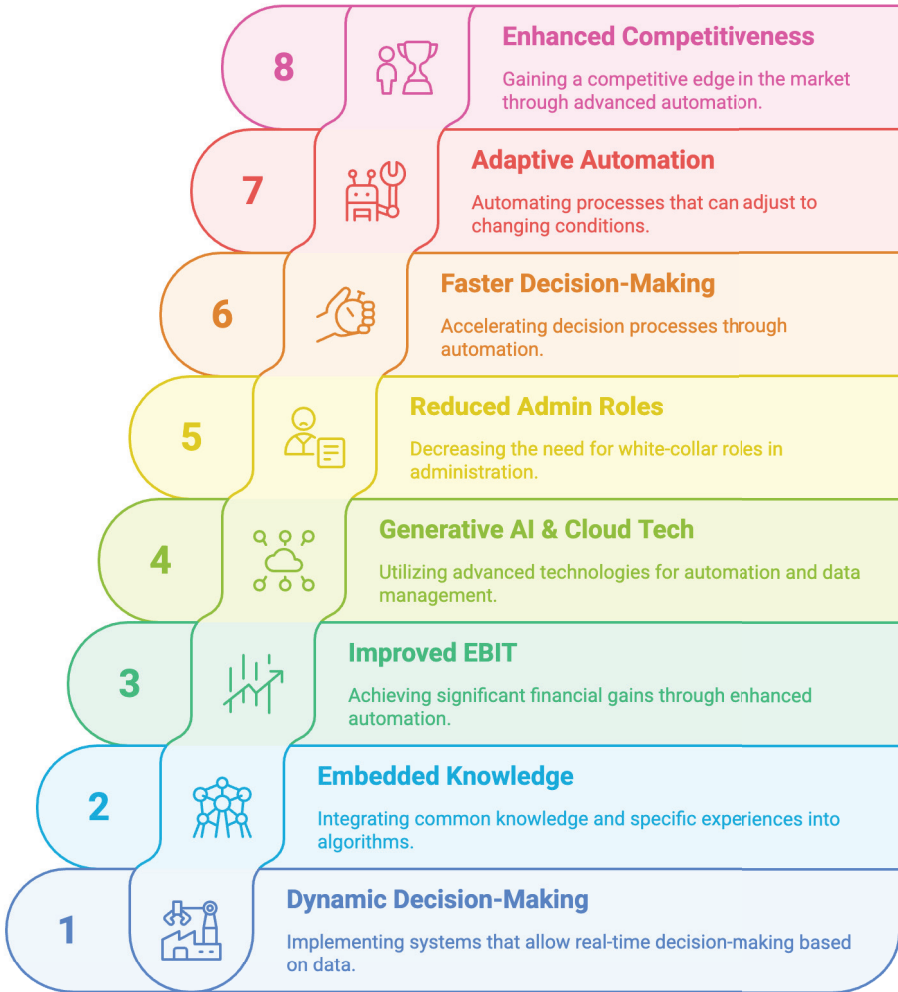 8
Enhanced Competitiveness
Gaining a competitive edge in the market
through advanced automation.
7
Adaptive Automation
Automating processes that can adjust to
changing conditions.
6
Faster Decision-Making
Accelerating decision processes through
automation.
5
Reduced Admin Roles
Decreasing the need for white-collar roles in
administration.
4
Generative AI & Cloud Tech
Utilizing advanced technologies for automation and data
management.
3
Improved EBIT
Achieving significant financial gains through enhanced
automation.
2
Embedded Knowledge
Integrating common knowledge and specific experiences into
algorithms.
1
Dynamic Decision-Making
Implementing systems that allow real-time decision-making based
on data.